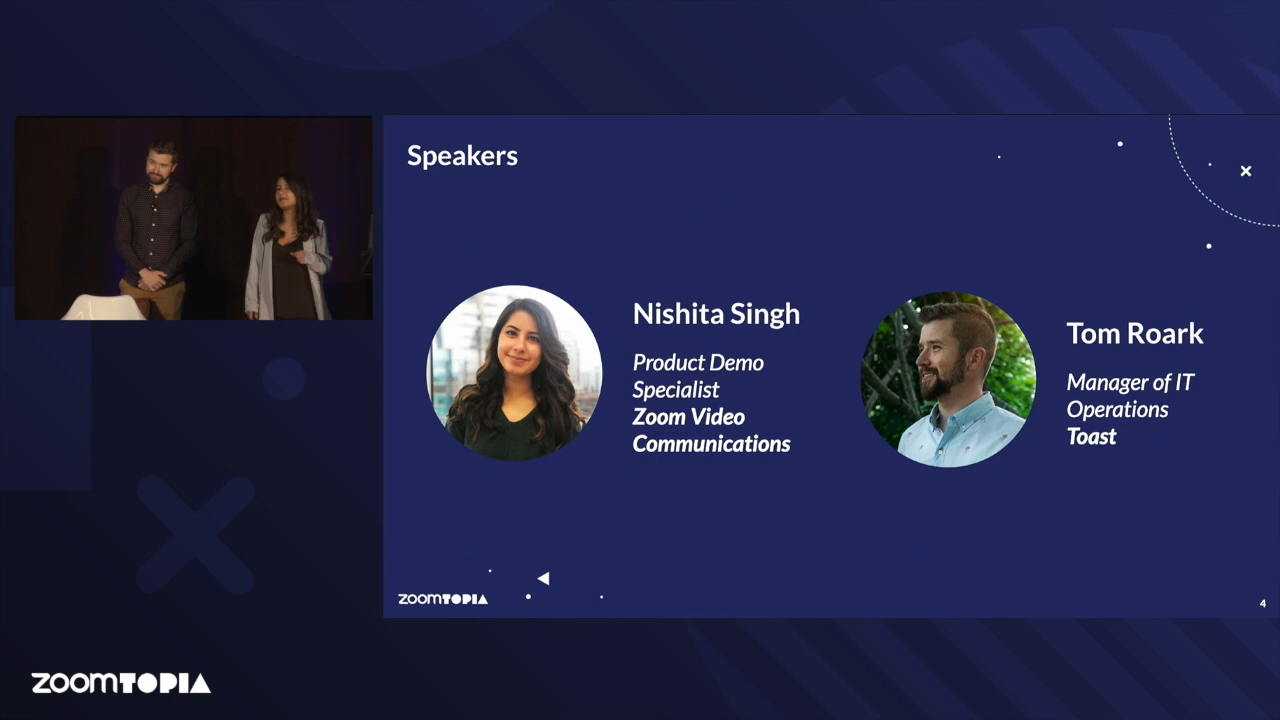 Speakers
Nishita Singh
Product Demo
Specialist
Zoom Video
Communications
Tom Roark
Manager of IT
Operations
Toast
zoomTOPIA
4
zoomTOPIA